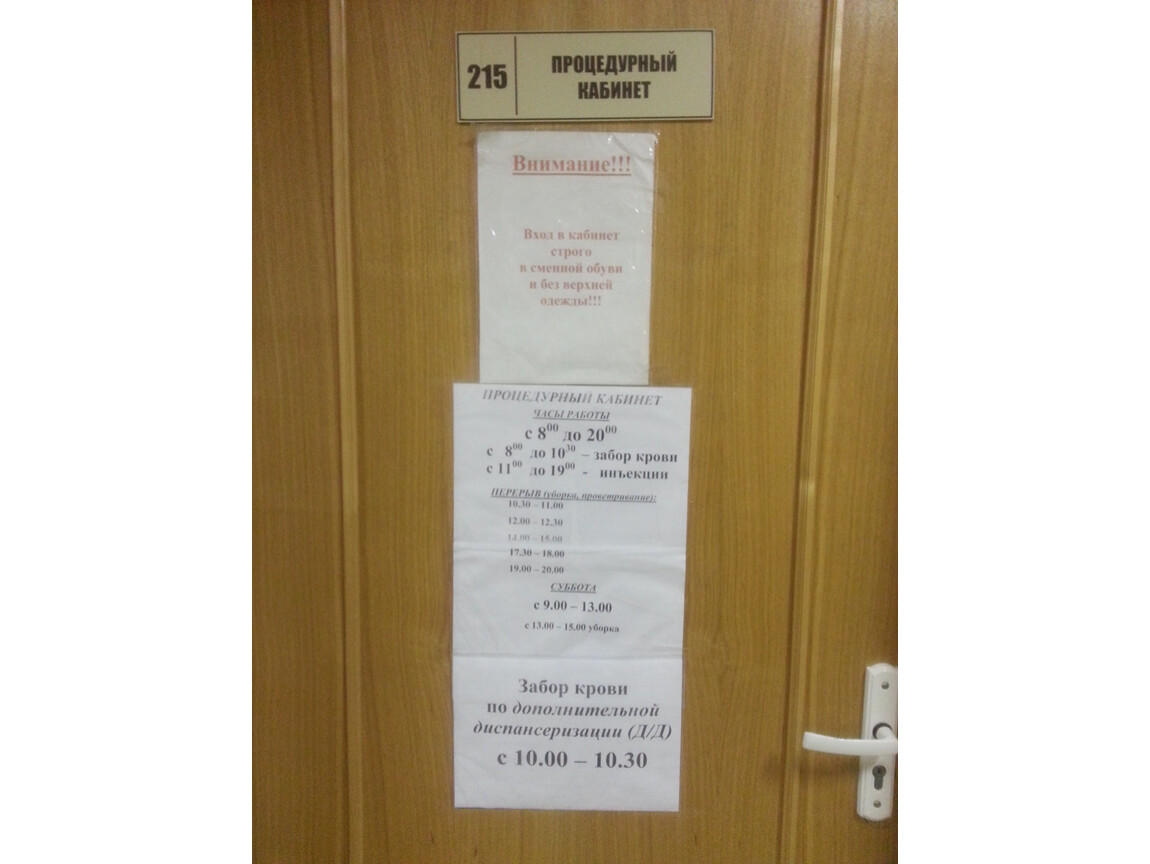 215
ПРОЦЕДУРНЫЙ
КАБИНЕТ
Внимание!!!
Вход в кабинет
строго
в сменной обуви
и без верхней
одежды!!!
ПРОЦЕДУРНЫЙ КАБИНЕТ
ЧАСЫ РАБОТЫ
с 8⁰⁰ до 20⁰⁰
с 8⁰⁰ до 10³⁰ – забор крови
с 11⁰⁰ до 19⁰⁰ - инъекции
ПЕРЕРЫВ (уборка, проветривание):
10.30 – 11.00
12.00 – 12.30
14.00 – 15.00
17.30 – 18.00
19.00 – 20.00
СУББОТА
с 9.00 – 13.00
с 13.00 – 15.00 уборка
Забор крови
по дополнительной
диспансеризации (Д/Д)
с 10.00 – 10.30